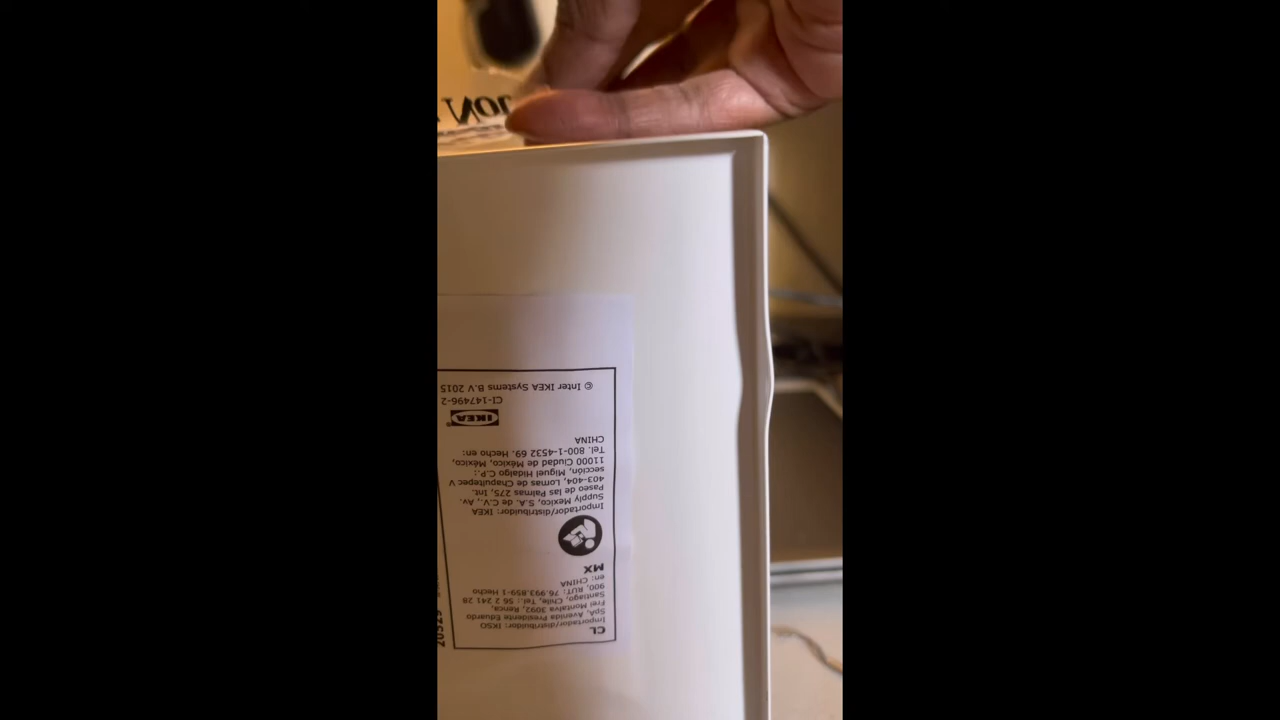 CL
Importador/distribuidor: IKSO
SpA, Avenida Presidente Eduardo
Frei Montalva 3092, Renca,
Santiago, Chile, Tel.: 56 2 241 28
900, RUT: 76.993.859-1 Hecho
en: CHINA
MX
Importador/distribuidor: IKEA
Supply Mexico, S.A. de C.V., Av.
Paseo de las Palmas 275, Int.
403-404, Lomas de Chapultepec V
sección, Miguel Hidalgo C.P.:
11000 Ciudad de México, México,
Tel. 800-1-4532 69. Hecho en:
CHINA
IKEA®
CI-147496-2
© Inter IKEA Systems B.V 2015